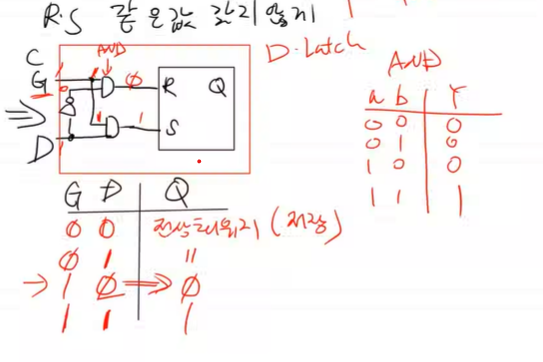 R.S 같은값 갖지 않게
D-Latch
C
G
D
AND
1 1 0
0 1 1
1
R Q
S
AND
a b Y
0 0 0
0 1 0
1 0 0
1 1 1
G D Q
0 0 전상태유지 (저장)
0 1 〃
→ 1 0 ⇒ 0
1 1 1